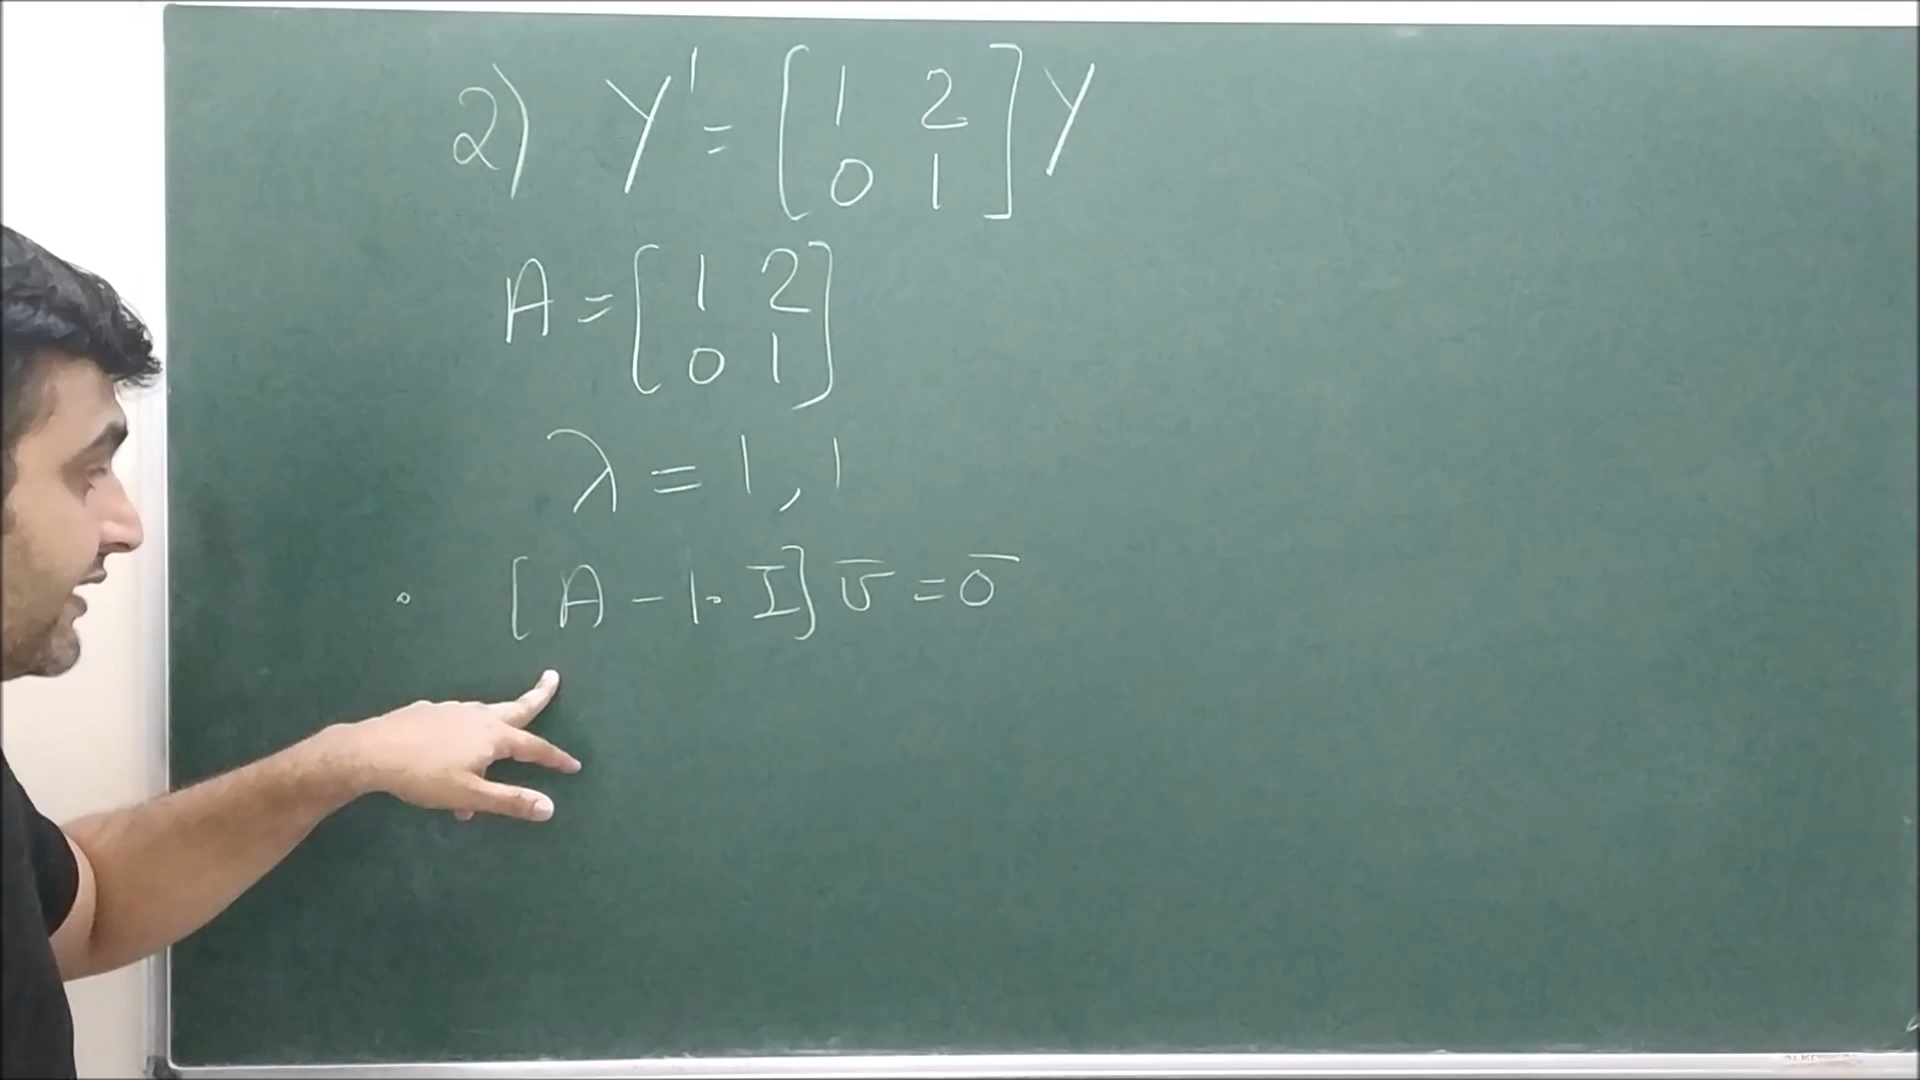 2) Y' = [1 2 0 1] Y
A = [1 2 0 1]
λ = 1, 1
[A - 1. I] v̅ = 0̅